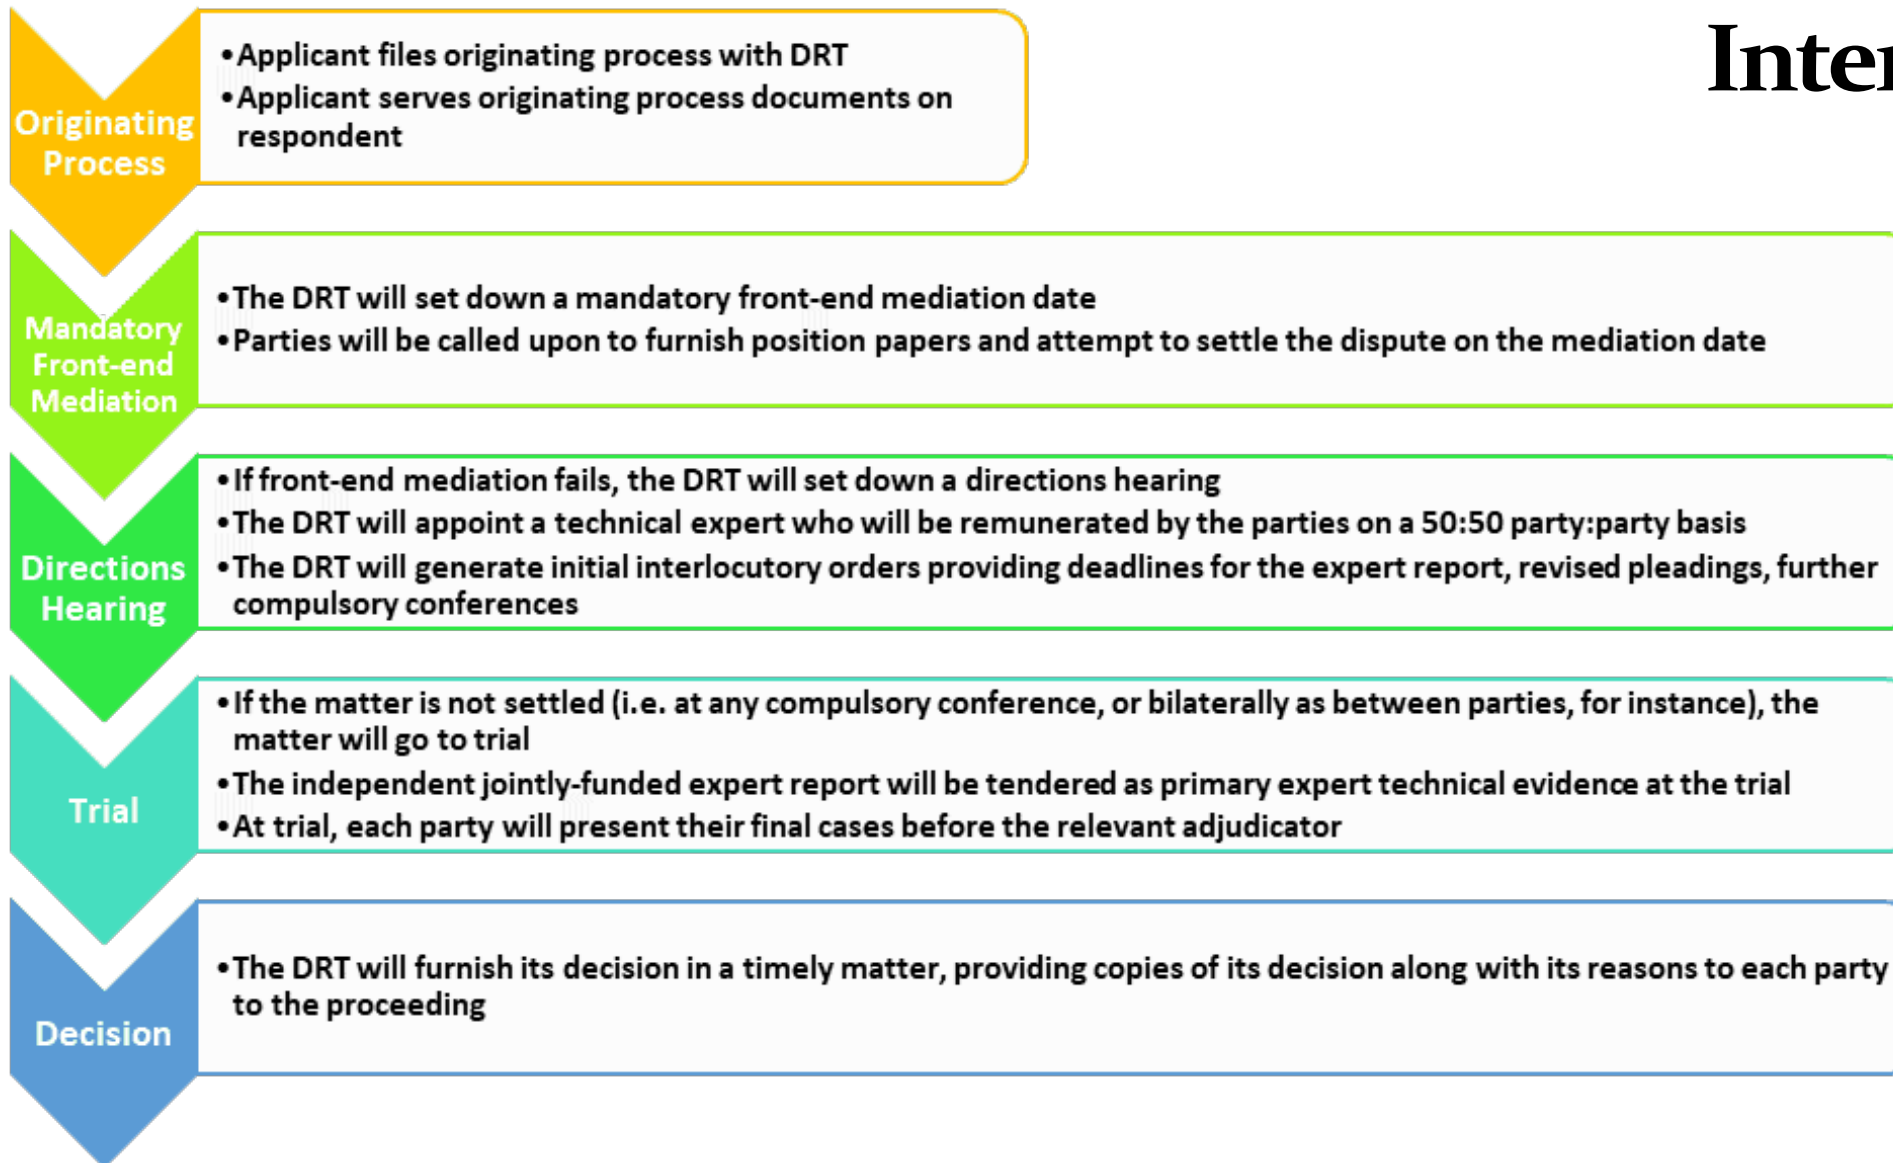 Inter
Originating
Process
•Applicant files originating process with DRT
•Applicant serves originating process documents on
respondent
Mandatory
Front-end
Mediation
•The DRT will set down a mandatory front-end mediation date
•Parties will be called upon to furnish position papers and attempt to settle the dispute on the mediation date
Directions
Hearing
•If front-end mediation fails, the DRT will set down a directions hearing
•The DRT will appoint a technical expert who will be remunerated by the parties on a 50:50 party:party basis
•The DRT will generate initial interlocutory orders providing deadlines for the expert report, revised pleadings, further
compulsory conferences
Trial
•If the matter is not settled (i.e. at any compulsory conference, or bilaterally as between parties, for instance), the
matter will go to trial
•The independent jointly-funded expert report will be tendered as primary expert technical evidence at the trial
•At trial, each party will present their final cases before the relevant adjudicator
Decision
•The DRT will furnish its decision in a timely matter, providing copies of its decision along with its reasons to each party
to the proceeding